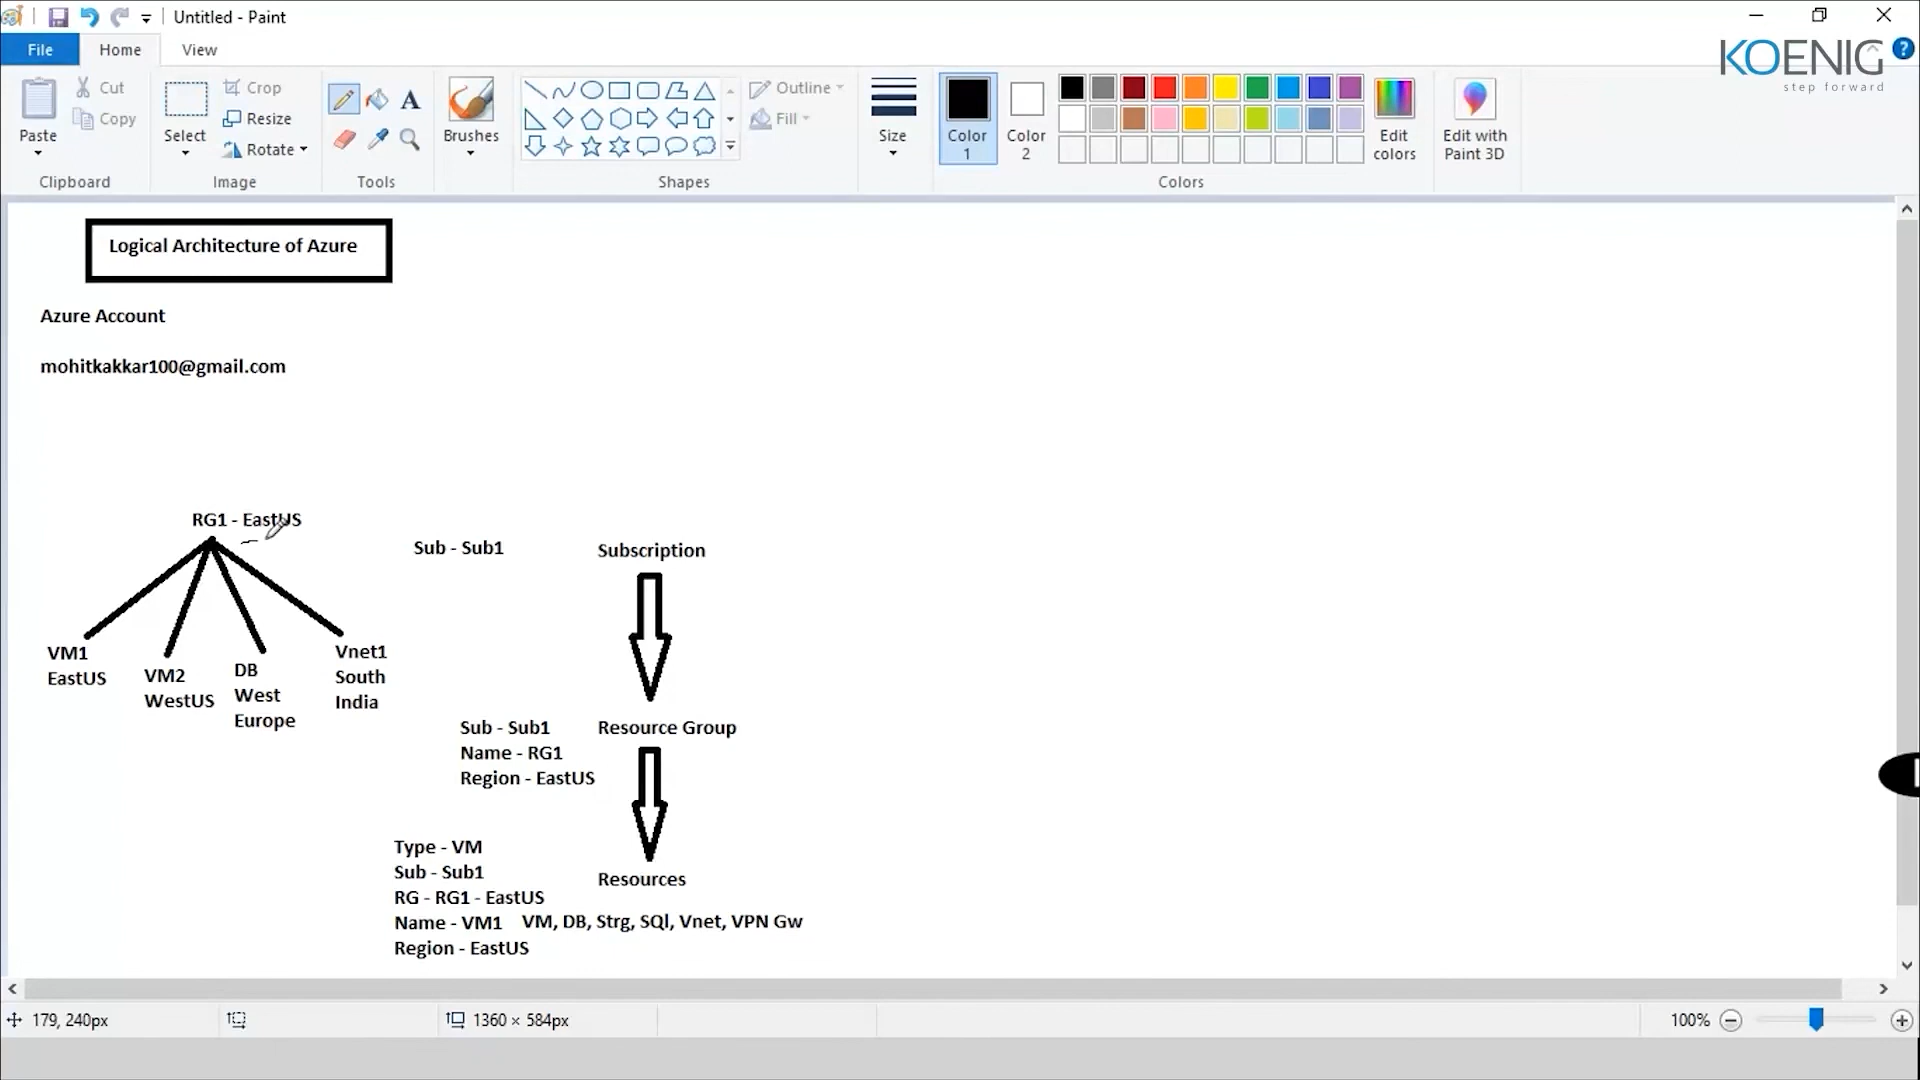 Untitled - Paint
KOENIG
step forward
File Home View
Paste
Cut
Copy
Clipboard
Select
Crop
Resize
Rotate
Image
A
Tools
Brushes
Shapes
Outline
Fill
Size
Color 1
Color 2
Edit colors
Colors
Edit with Paint 3D
Logical Architecture of Azure
Azure Account
mohitkakkar100@gmail.com
RG1 - EastUS
VM1
EastUS
VM2
WestUS
DB
West
Europe
Vnet1
South
India
Sub - Sub1
Subscription
Sub - Sub1
Name - RG1
Region - EastUS
Resource Group
Type - VM
Sub - Sub1
RG - RG1 - EastUS
Name - VM1
Region - EastUS
Resources
VM, DB, Strg, SQl, Vnet, VPN Gw
179, 240px
1360 × 584px
100%